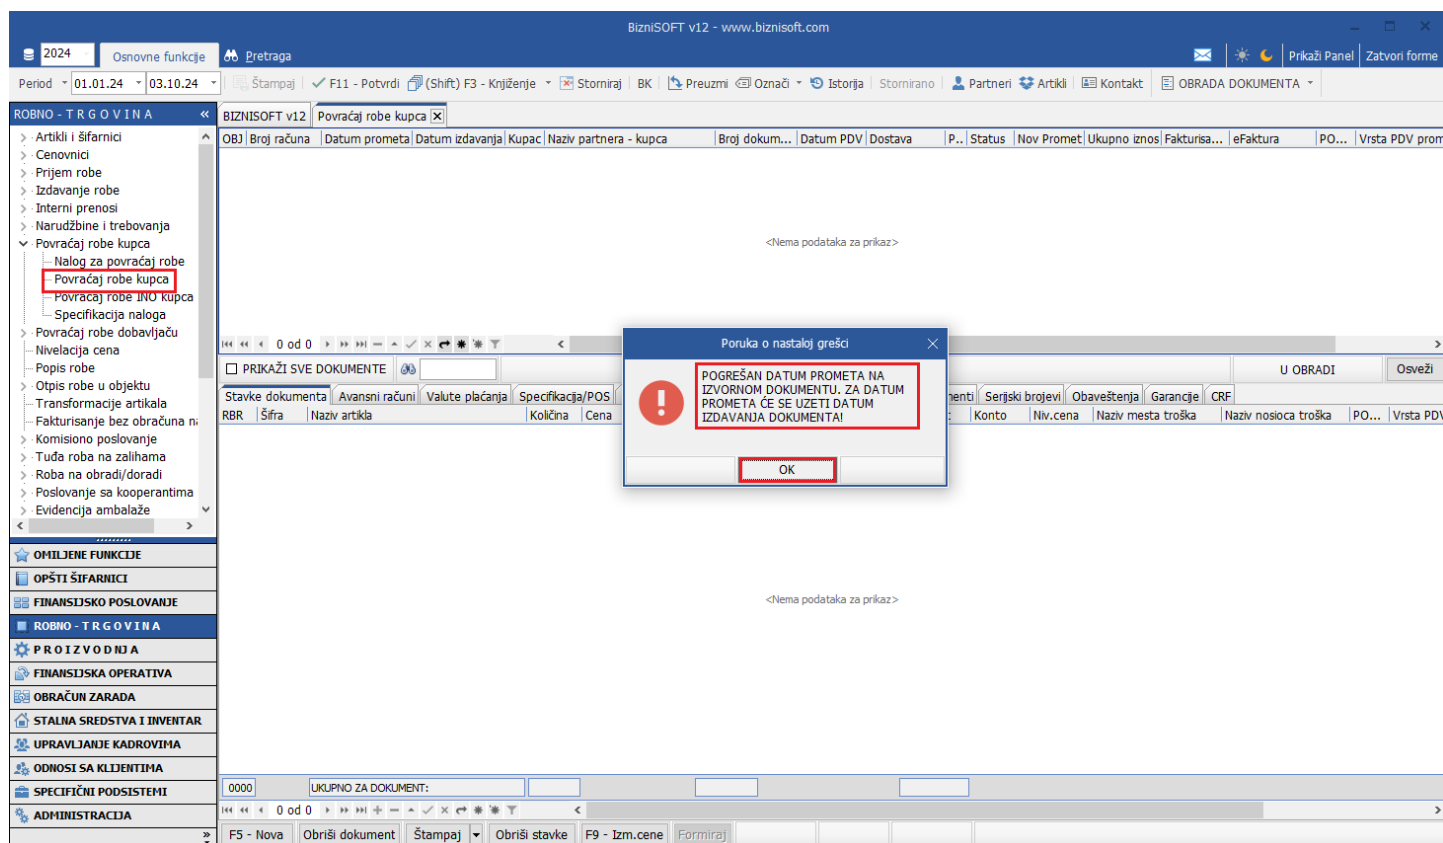 BizniSOFT v12 - www.biznisoft.com
2024 Osnovne funkcije Pretraga Prikaži Panel Zatvori forme
Period 01.01.24 03.10.24 Štampaj F11 - Potvrdi (Shift) F3 - Knjiženje Storniraj BK Preuzmi Označi Istorija Stornirano Partneri Artikli Kontakt OBRADA DOKUMENTA
ROBNO - T R G O V I N A «
Artikli i šifarnici
Cenovnici
Prijem robe
Izdavanje robe
Interni prenosi
Narudžbine i trebovanja
Povraćaj robe kupca
Nalog za povraćaj robe
Povraćaj robe kupca
Povraćaj robe INO kupca
Specifikacija naloga
Povraćaj robe dobavljaču
Nivelacija cena
Popis robe
Otpis robe u objektu
Transformacije artikala
Fakturisanje bez obračuna
Komisiono poslovanje
Tuđa roba na zalihama
Roba na obradi/doradi
Poslovanje sa kooperantima
Evidencija ambalaže
OMILJENE FUNKCIJE
OPŠTI ŠIFARNICI
FINANSIJSKO POSLOVANJE
ROBNO - T R G O V I N A
P R O I Z V O D NJ A
FINANSIJSKA OPERATIVA
OBRAČUN ZARADA
STALNA SREDSTVA I INVENTAR
UPRAVLJANJE KADROVIMA
ODNOSI SA KLIJENTIMA
SPECIFIČNI PODSISTEMI
ADMINISTRACIJA
»
BIZNISOFT v12 Povraćaj robe kupca
OBJ Broj računa Datum prometa Datum izdavanja Kupac Naziv partnera - kupca Broj dokum... Datum PDV Dostava P.. Status Nov Promet Ukupno iznos Fakturisa... eFaktura PO... Vrsta PDV prom
<Nema podataka za prikaz>
0 od 0
PRIKAŽI SVE DOKUMENTE U OBRADI Osveži
Stavke dokumenta Avansni računi Valute plaćanja Specifikacija/POS Serijski brojevi Obaveštenja Garancije CRF
RBR Šifra Naziv artikla Količina Cena Konto Niv.cena Naziv mesta troška Naziv nosioca troška PO... Vrsta PDV
Poruka o nastaloj grešci
POGREŠAN DATUM PROMETA NA
IZVORNOM DOKUMENTU. ZA DATUM
PROMETA ĆE SE UZETI DATUM
IZDAVANJA DOKUMENTA!
OK
<Nema podataka za prikaz>
0000 UKUPNO ZA DOKUMENT:
0 od 0
F5 - Nova Obriši dokument Štampaj Obriši stavke F9 - Izm.cene Formiraj